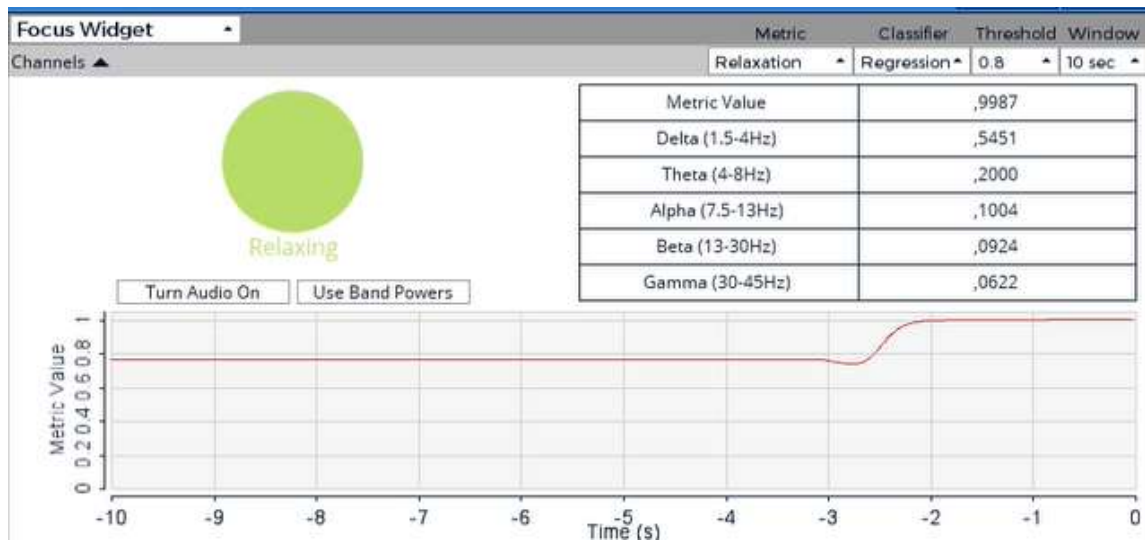 Focus Widget
Metric Classifier Threshold Window
Channels
Relaxation Regression 0.8 10 sec
Metric Value ,9987
Delta (1.5-4Hz) ,5451
Theta (4-8Hz) ,2000
Alpha (7.5-13Hz) ,1004
Beta (13-30Hz) ,0924
Gamma (30-45Hz) ,0622
Relaxing
Turn Audio On Use Band Powers
Metric Value
0 0.2 0.4 0.6 0.8 1
-10 -9 -8 -7 -6 -5 -4 -3 -2 -1 0
Time (s)